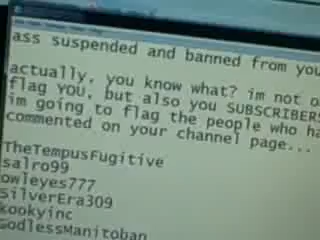 ass suspended and banned from you
actually, you know what? im not o
flag YOU, but also you SUBSCRIBERS
im going to flag the people who ha
commented on your channel page...
TheTempusFugitive
salro99
owleyes777
SilverEra309
kookyinc
GodlessManitoban